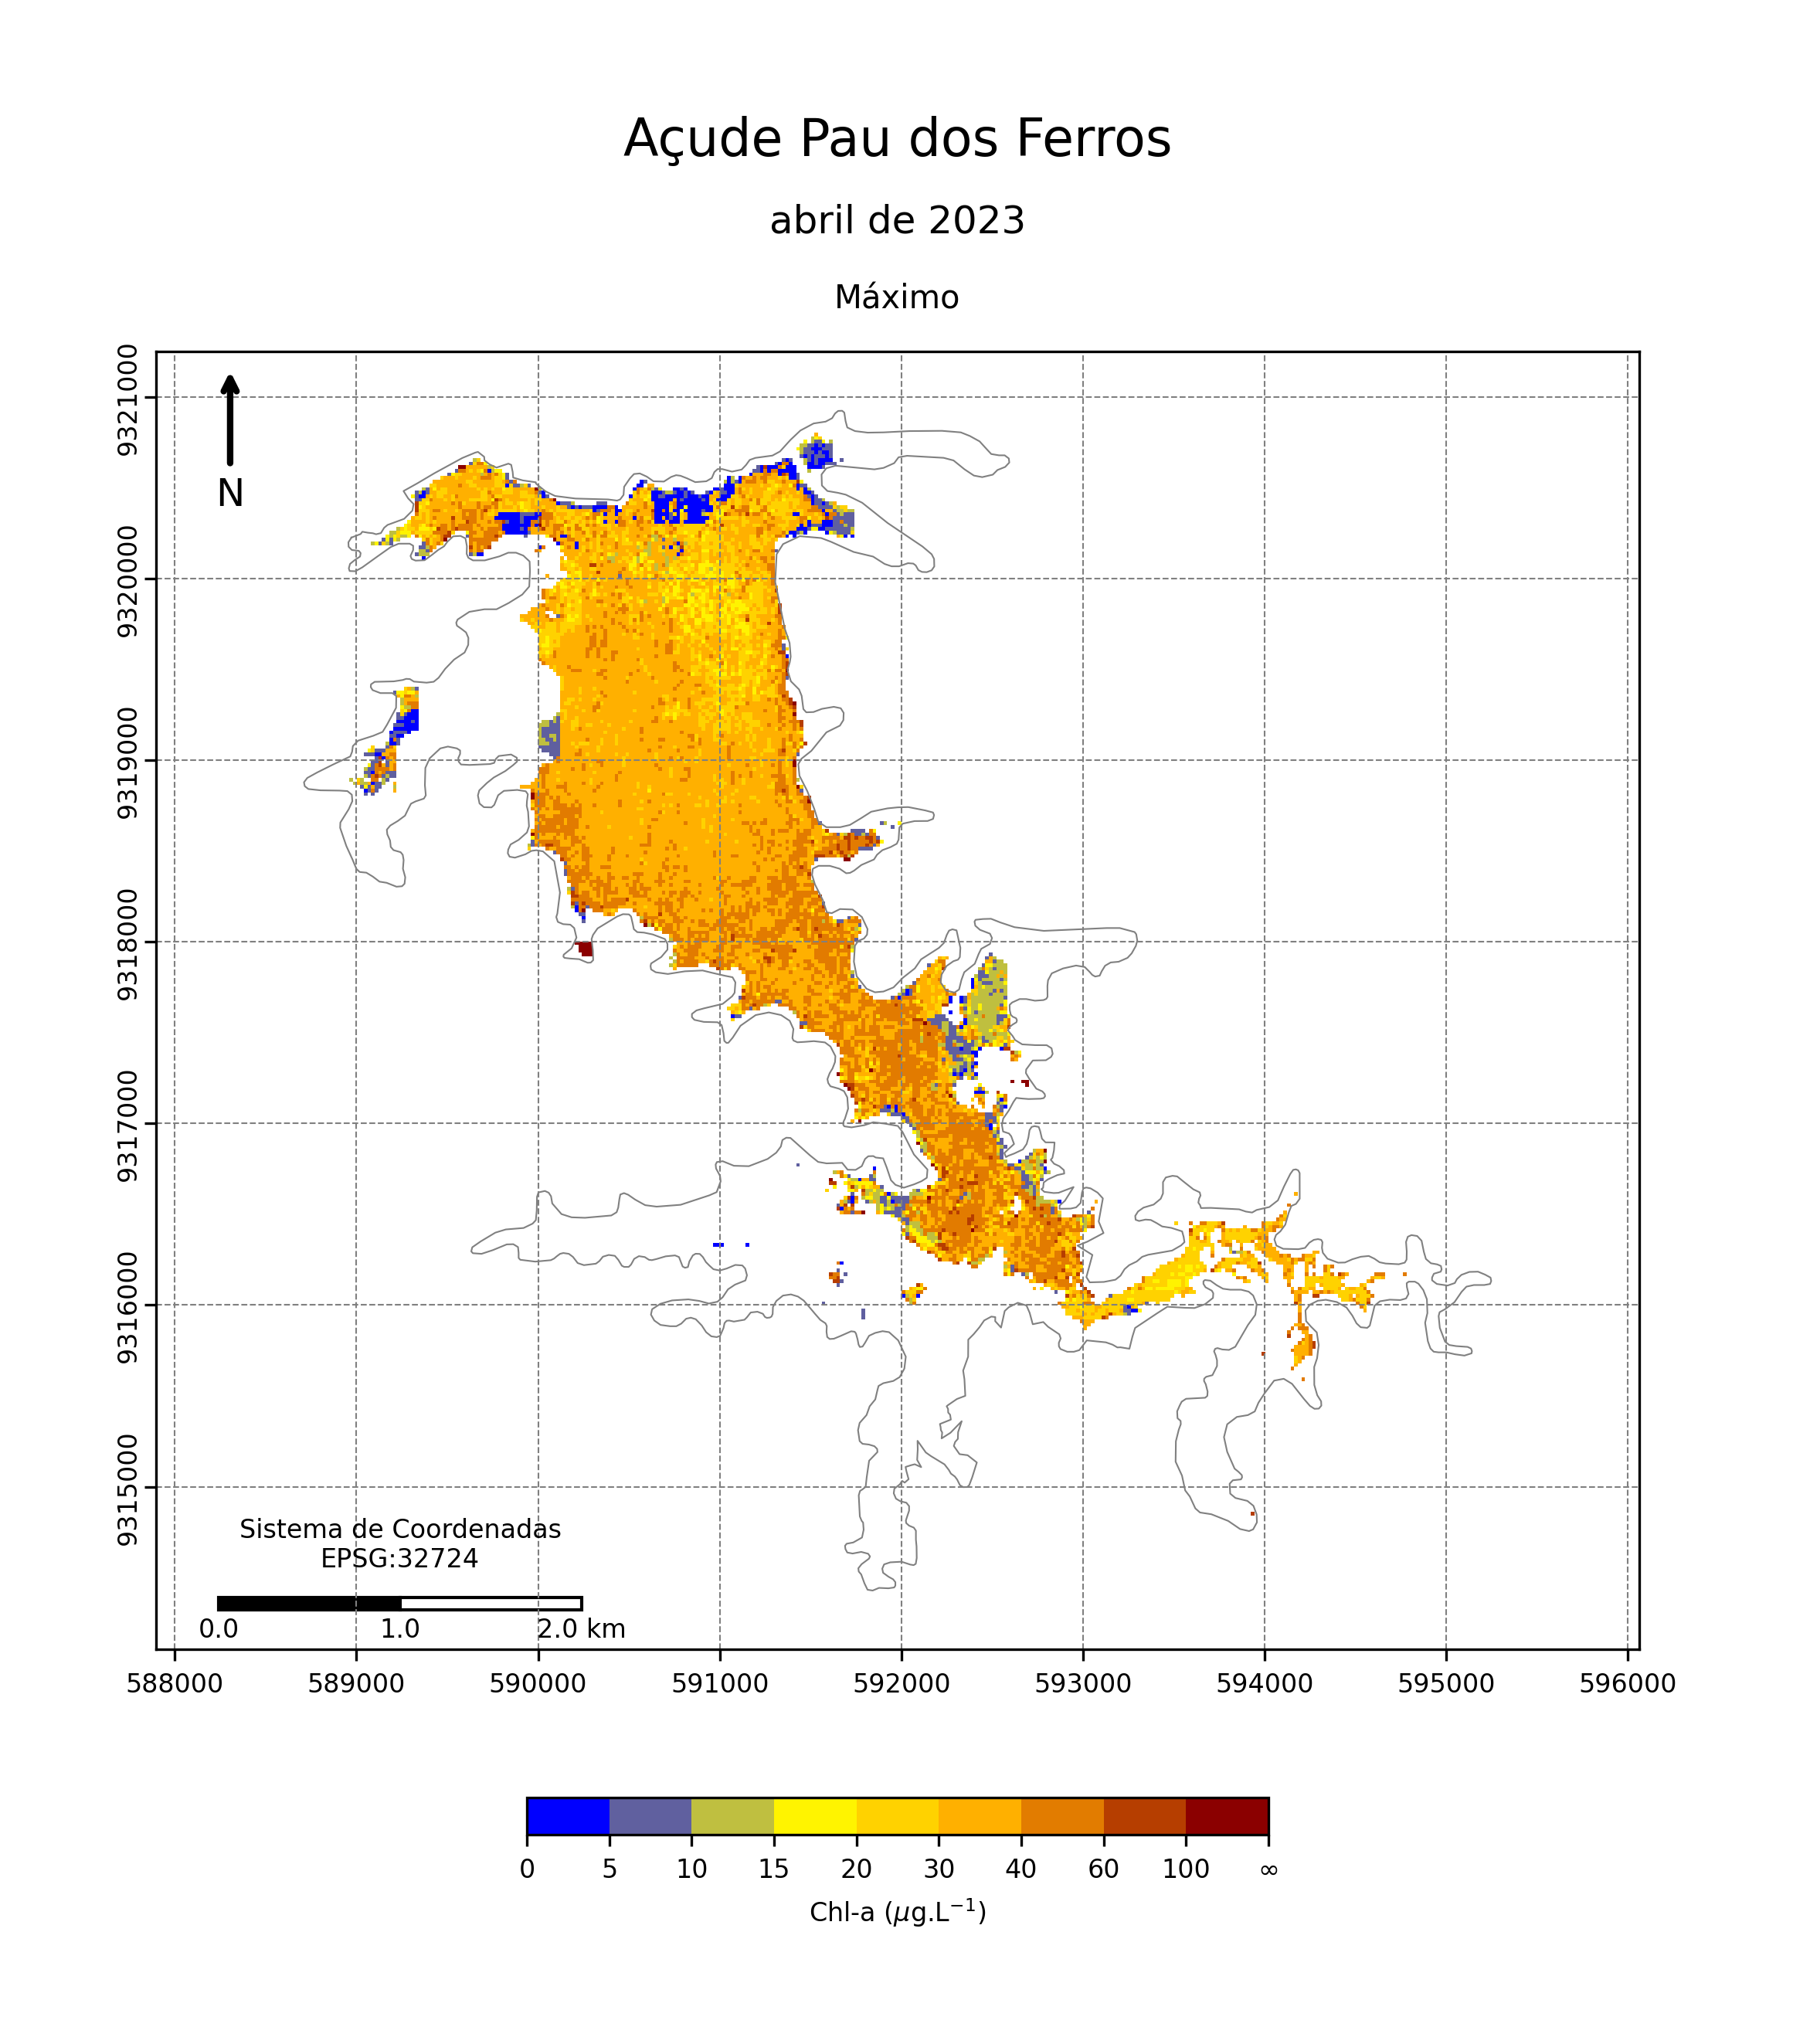 Açude Pau dos Ferros
abril de 2023
Máximo
9321000
9320000
9319000
9318000
9317000
9316000
9315000
N
Sistema de Coordenadas
EPSG:32724
0.0 1.0 2.0 km
588000 589000 590000 591000 592000 593000 594000 595000 596000
0 5 10 15 20 30 40 60 100 ∞
Chl-a (μg.L⁻¹)